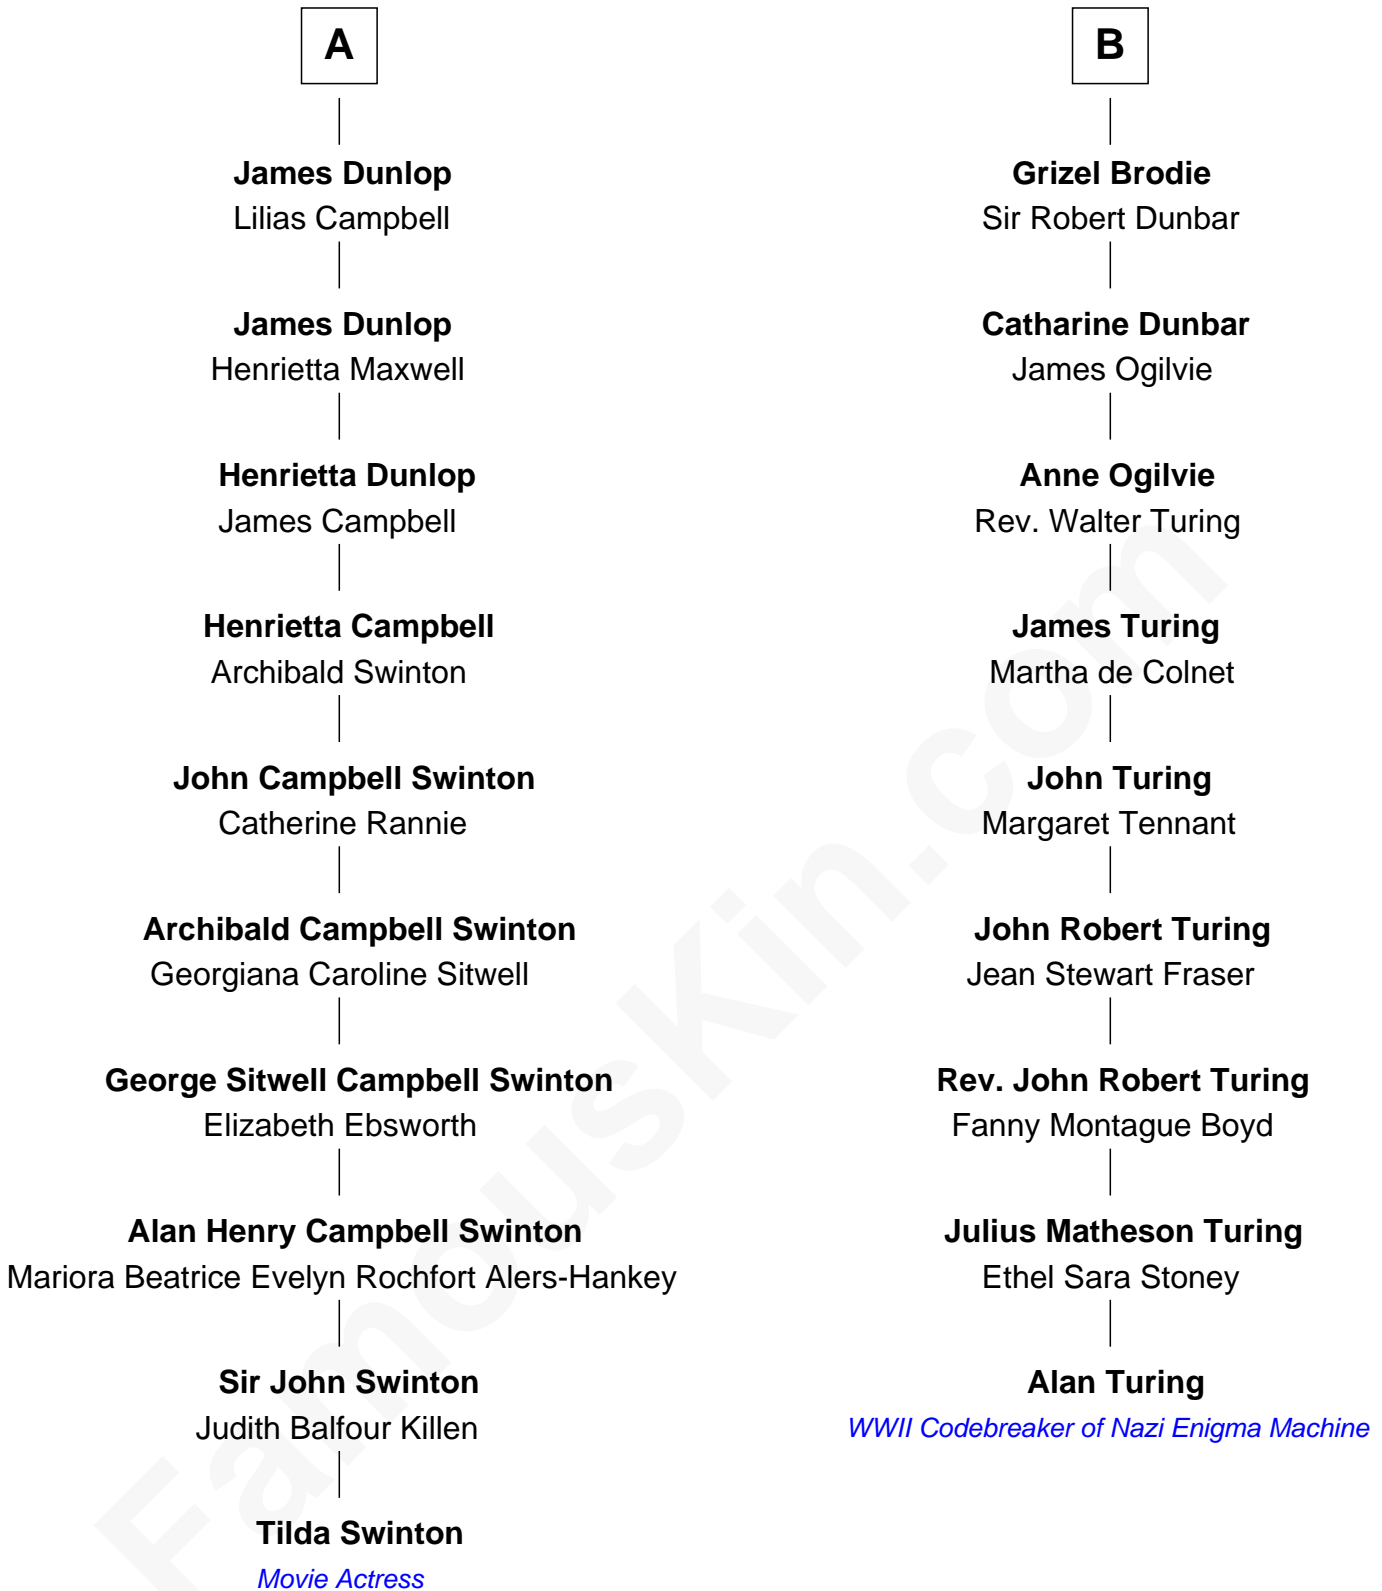 A
James Dunlop
Lilias Campbell
James Dunlop
Henrietta Maxwell
Henrietta Dunlop
James Campbell
Henrietta Campbell
Archibald Swinton
John Campbell Swinton
Catherine Rannie
Archibald Campbell Swinton
Georgiana Caroline Sitwell
George Sitwell Campbell Swinton
Elizabeth Ebsworth
Alan Henry Campbell Swinton
Mariora Beatrice Evelyn Rochfort Alers-Hankey
Sir John Swinton
Judith Balfour Killen
Tilda Swinton
Movie Actress
B
Grizel Brodie
Sir Robert Dunbar
Catharine Dunbar
James Ogilvie
Anne Ogilvie
Rev. Walter Turing
James Turing
Martha de Colnet
John Turing
Margaret Tennant
John Robert Turing
Jean Stewart Fraser
Rev. John Robert Turing
Fanny Montague Boyd
Julius Matheson Turing
Ethel Sara Stoney
Alan Turing
WWII Codebreaker of Nazi Enigma Machine
FamousKin.com